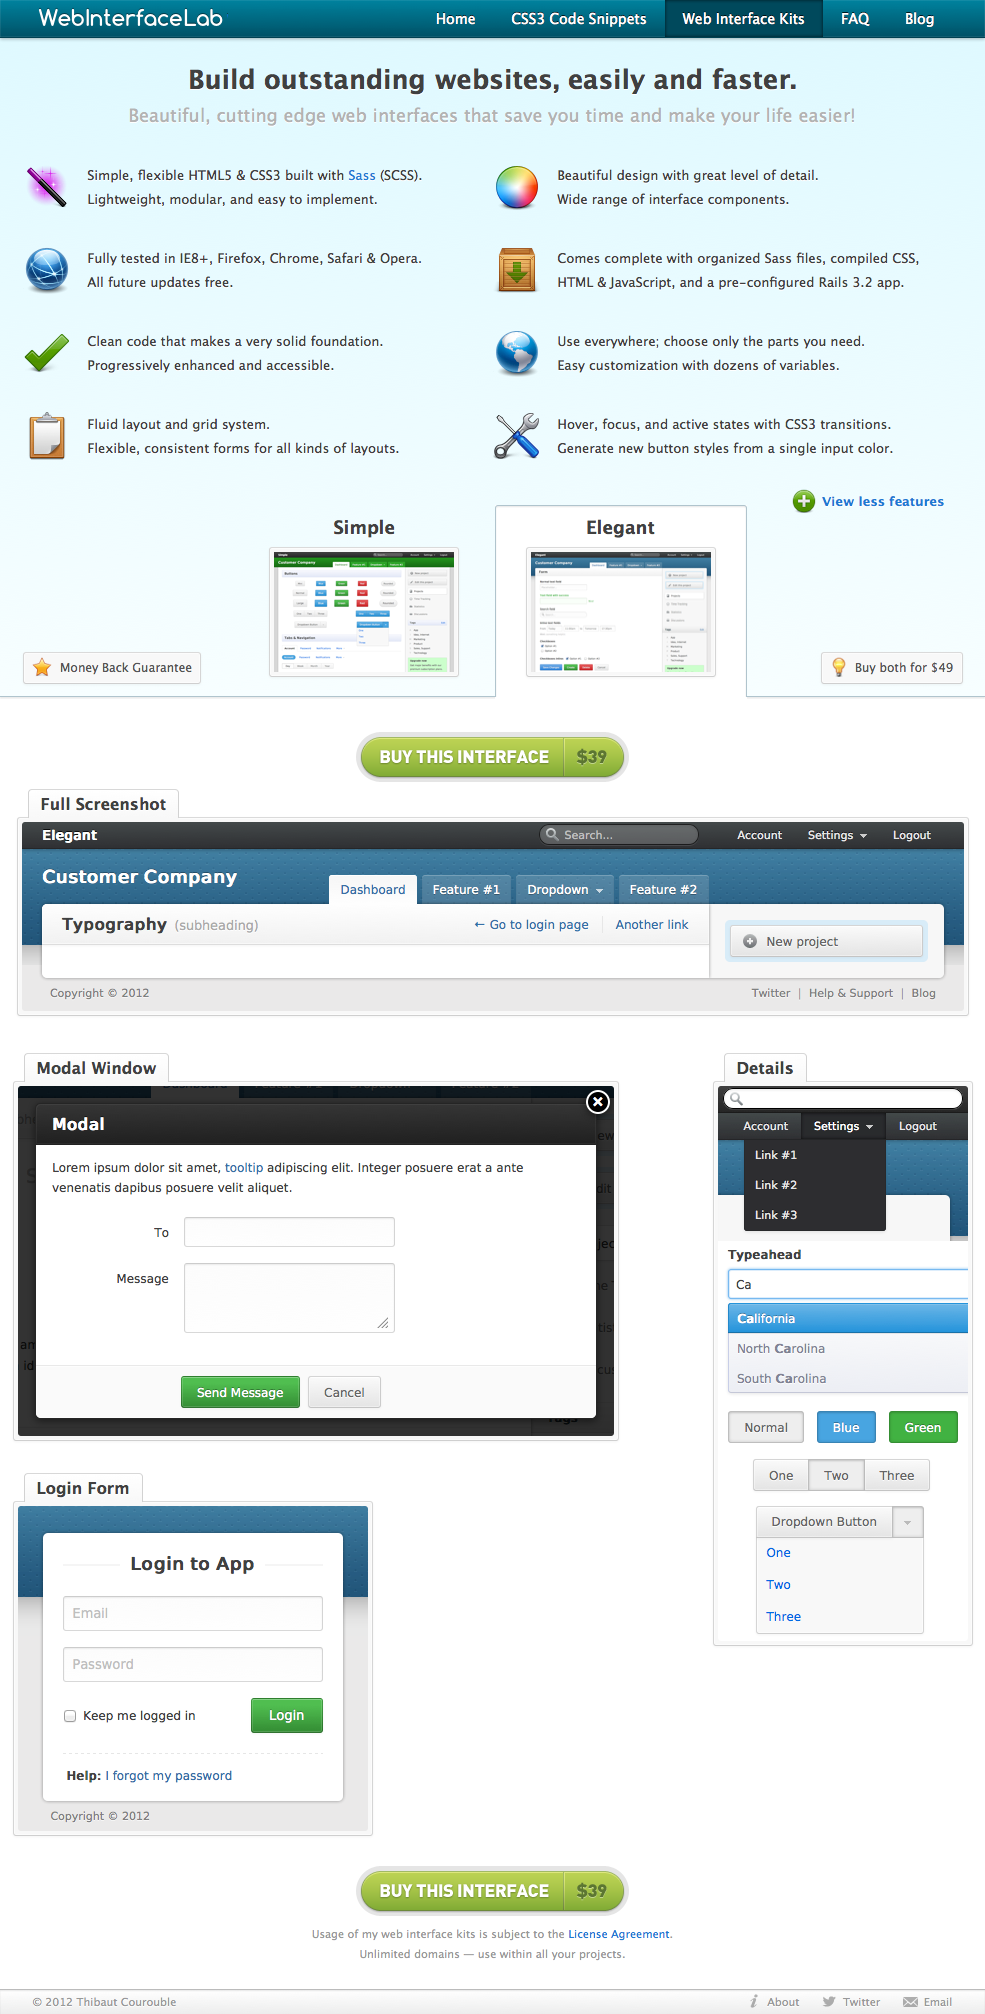 WebInterfaceLab
Home
CSS3 Code Snippets
Web Interface Kits
FAQ
Blog
Build outstanding websites, easily and faster.
Beautiful, cutting edge web interfaces that save you time and make your life easier!
Simple, flexible HTML5 & CSS3 built with Sass (SCSS).
Lightweight, modular, and easy to implement.
Beautiful design with great level of detail.
Wide range of interface components.
Fully tested in IE8+, Firefox, Chrome, Safari & Opera.
All future updates free.
Comes complete with organized Sass files, compiled CSS,
HTML & JavaScript, and a pre-configured Rails 3.2 app.
Clean code that makes a very solid foundation.
Progressively enhanced and accessible.
Use everywhere; choose only the parts you need.
Easy customization with dozens of variables.
Fluid layout and grid system.
Flexible, consistent forms for all kinds of layouts.
Hover, focus, and active states with CSS3 transitions.
Generate new button styles from a single input color.
View less features
Simple
Elegant
Customer Company
Customer Company
Money Back Guarantee
Buy both for $49
BUY THIS INTERFACE $39
Full Screenshot
Elegant
Search...
Account
Settings
Logout
Customer Company
Dashboard
Feature #1
Dropdown
Feature #2
Typography (subheading)
← Go to login page
Another link
New project
Copyright © 2012
Twitter | Help & Support | Blog
Modal Window
Modal
Lorem ipsum dolor sit amet, tooltip adipiscing elit. Integer posuere erat a ante
venenatis dapibus posuere velit aliquet.
To
Message
Send Message
Cancel
Details
Account
Settings
Logout
Link #1
Link #2
Link #3
Typeahead
Ca
California
North Carolina
South Carolina
Normal
Blue
Green
One
Two
Three
Dropdown Button
One
Two
Three
Login Form
Login to App
Email
Password
Keep me logged in
Login
Help: I forgot my password
Copyright © 2012
BUY THIS INTERFACE $39
Usage of my web interface kits is subject to the License Agreement.
Unlimited domains — use within all your projects.
© 2012 Thibaut Courouble
About
Twitter
Email